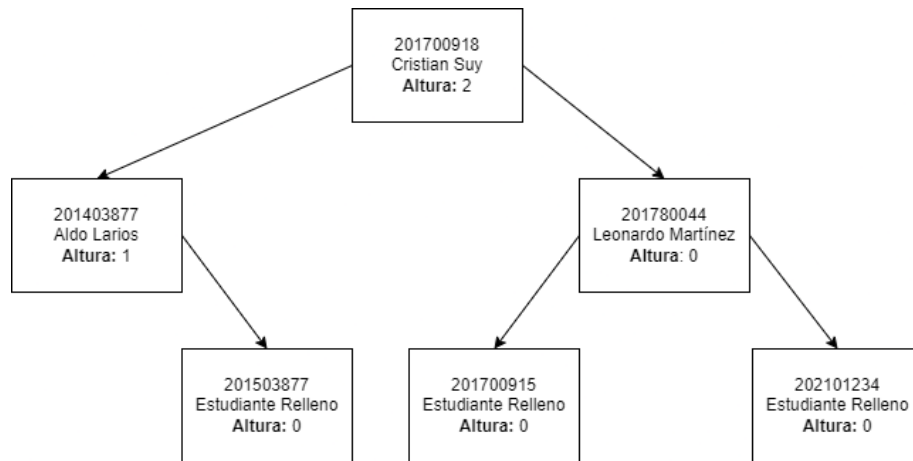 201700918
Cristian Suy
Altura: 2
201403877
Aldo Larios
Altura: 1
201780044
Leonardo Martínez
Altura: 0
201503877
Estudiante Relleno
Altura: 0
201700915
Estudiante Relleno
Altura: 0
202101234
Estudiante Relleno
Altura: 0